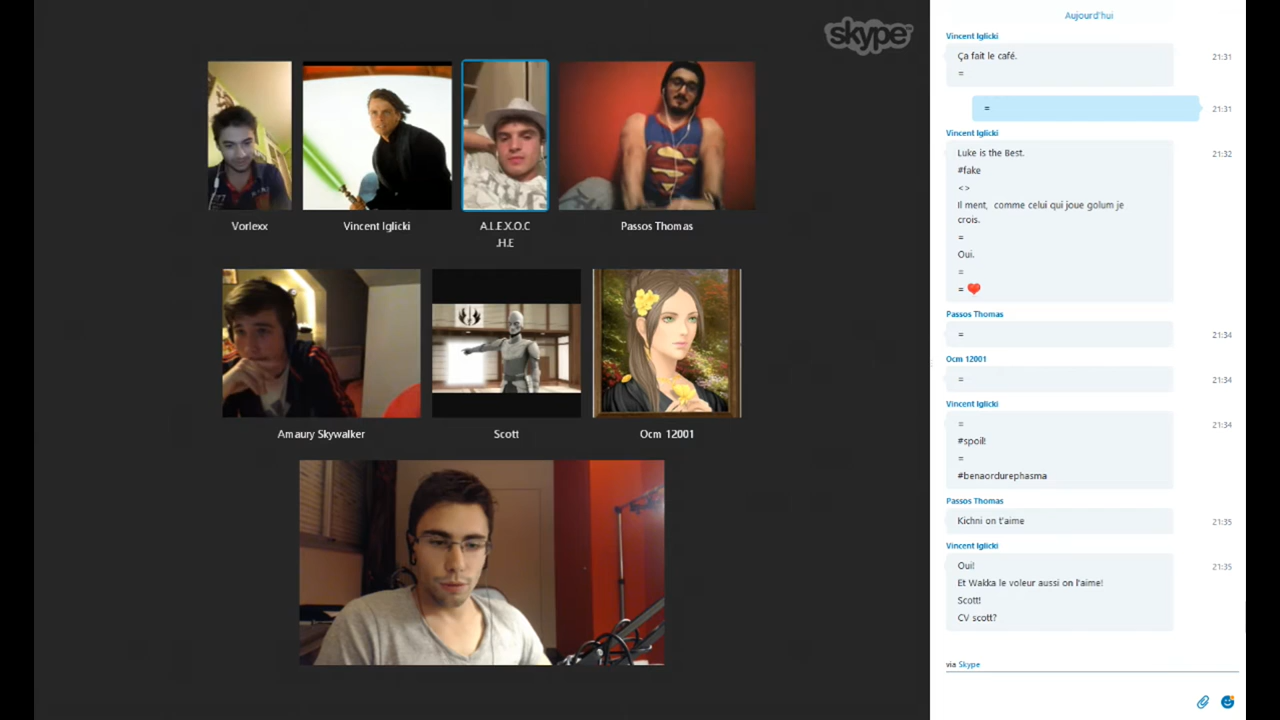 skype
Vorlexx
Vincent Iglicki
A.L.E.X.O.C
.H.E
Passos Thomas
Amaury Skywalker
Scott
Ocm 12001
Aujourd'hui
Vincent Iglicki
Ça fait le café.
21:31
=
=
21:31
Vincent Iglicki
Luke is the Best.
21:32
#fake
<>
Il ment, comme celui qui joue golum je
crois.
=
Oui.
=
= ❤
Passos Thomas
=
21:34
Ocm 12001
=
21:34
Vincent Iglicki
=
21:34
#spoil!
=
#benaordurephasma
Passos Thomas
Kichni on t'aime
21:35
Vincent Iglicki
Oui!
21:35
Et Wakka le voleur aussi on l'aime!
Scott!
CV scott?
via Skype